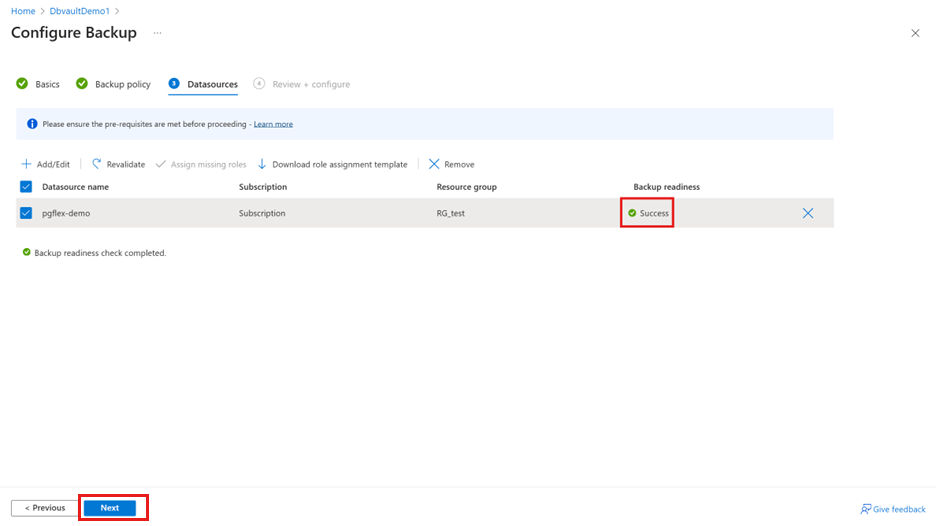 Home > DbvaultDemo1 >
Configure Backup ...
Basics Backup policy 3 Datasources 4 Review + configure
Please ensure the pre-requisites are met before proceeding - Learn more
Add/Edit Revalidate Assign missing roles Download role assignment template Remove
Datasource name Subscription Resource group Backup readiness
pgflex-demo Subscription RG_test Success
Backup readiness check completed.
< Previous Next Give feedback